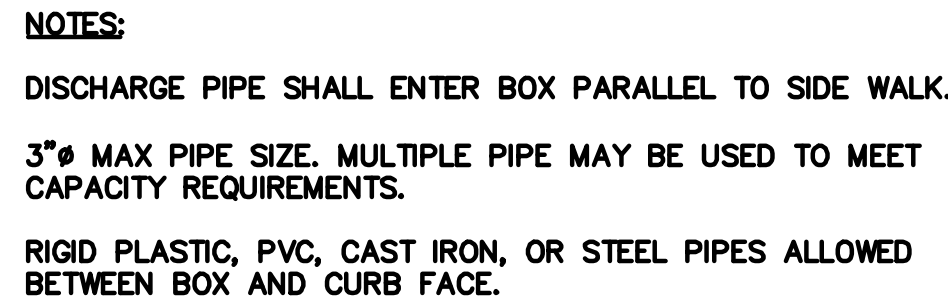 NOTES:
DISCHARGE PIPE SHALL ENTER BOX PARALLEL TO SIDE WALK.
3"ø MAX PIPE SIZE. MULTIPLE PIPE MAY BE USED TO MEET
CAPACITY REQUIREMENTS.
RIGID PLASTIC, PVC, CAST IRON, OR STEEL PIPES ALLOWED
BETWEEN BOX AND CURB FACE.